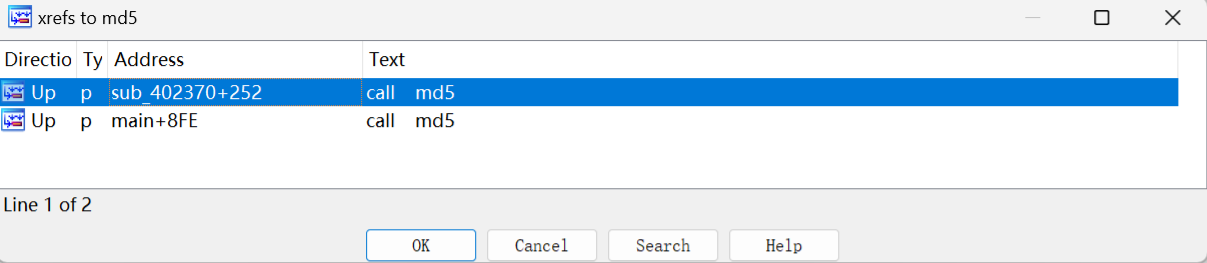 xrefs to md5
Directio Ty Address Text
Up p sub_402370+252 call md5
Up p main+8FE call md5
Line 1 of 2
OK Cancel Search Help